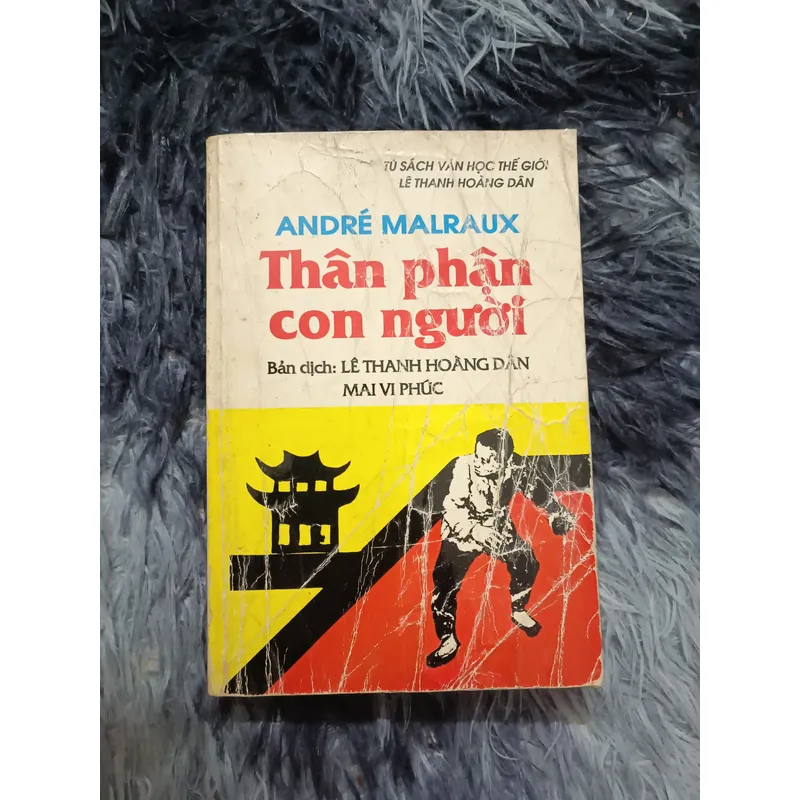 TỦ SÁCH VĂN HỌC THẾ GIỚI
LÊ THANH HOÀNG DÂN
ANDRÉ MALRAUX
Thân phận
con người
Bản dịch: LÊ THANH HOÀNG DÂN
MAI VI PHÚC